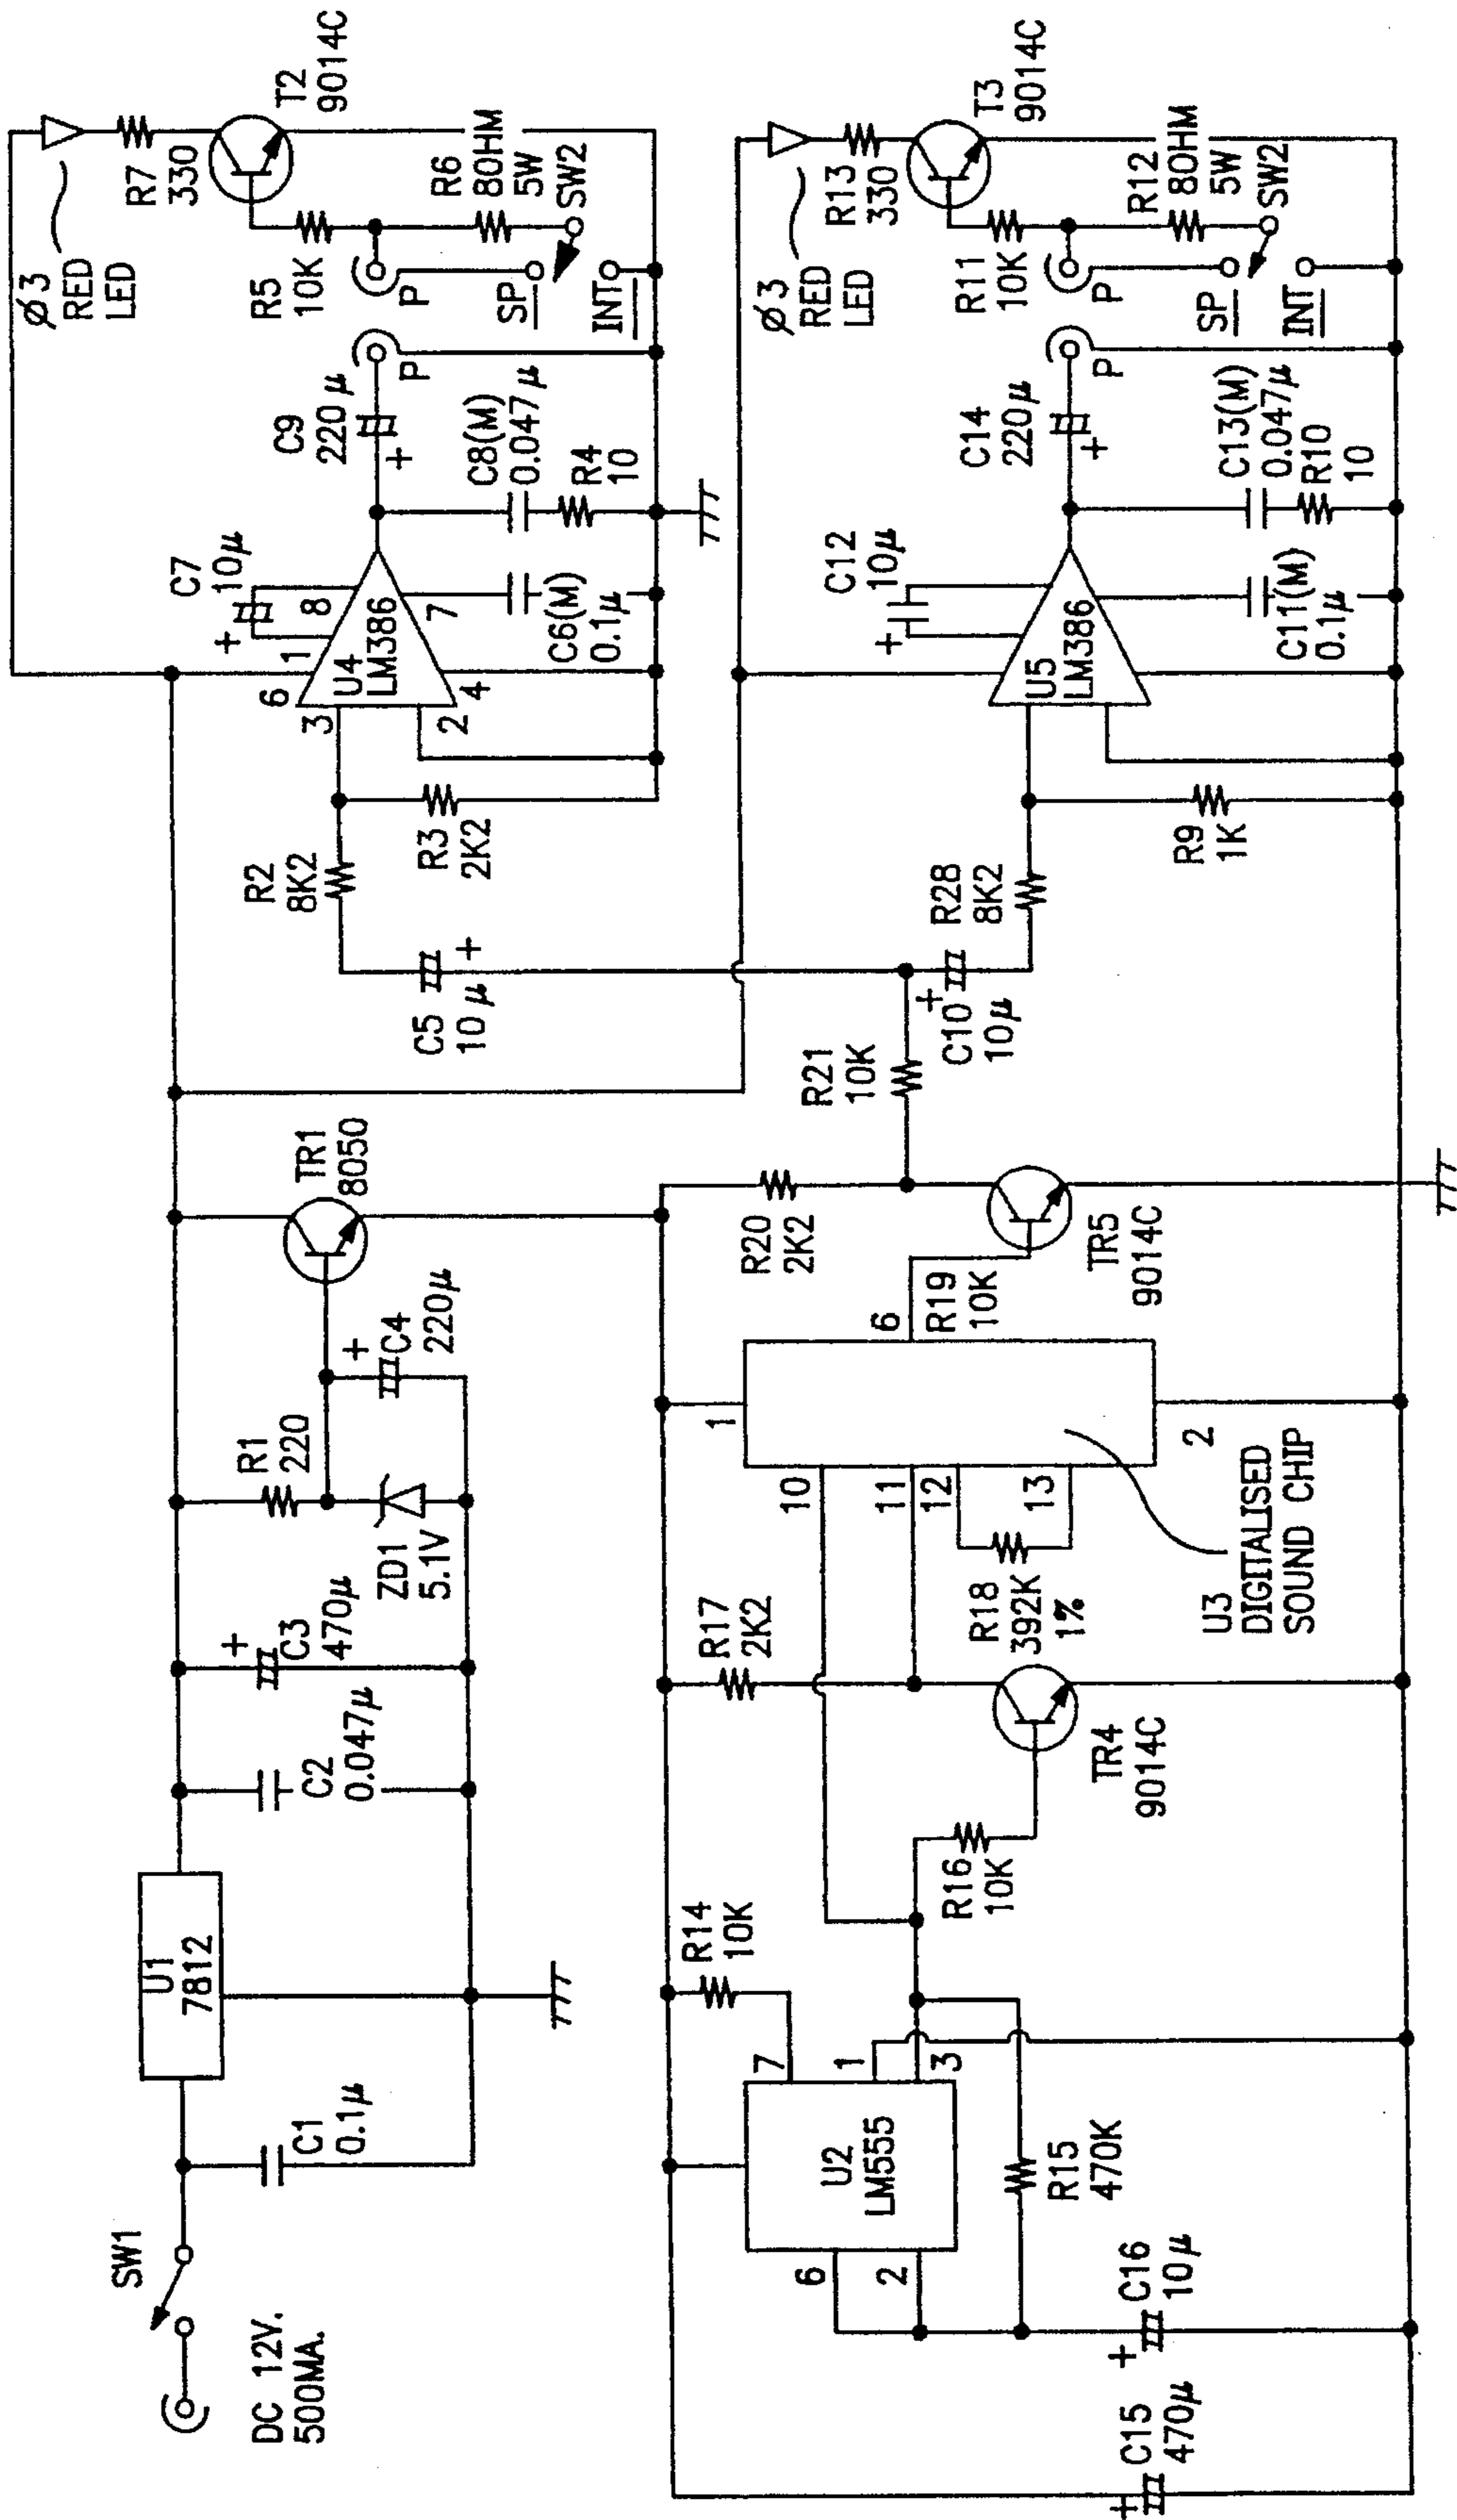 SW1
DC 12V.
500MA.
C1
0.1μ
U1
7812
C2
0.047μ
C3
470μ
+
R1
220
ZD1
5.1V
+
C4
220μ
TR1
8050
C5
10μ
+
R2
8K2
R3
2K2
6
3
2
4
1
8
7
U4
LM386
+
C7
10μ
C6(M)
0.1μ
C8(M)
0.047μ
R4
10
C9
220μ
+
P
P
SP
INT
SW2
R5
10K
R6
8OHM
5W
R7
330
Ø3
RED
LED
T2
9014C
C15
470μ
+
C16
10μ
+
6
2
U2
LM555
7
1
3
R15
470K
R14
10K
R16
10K
TR4
9014C
R17
2K2
R18
392K
1%
10
11
12
13
1
2
6
U3
DIGITALISED
SOUND CHIP
R19
10K
R20
2K2
TR5
9014C
R21
10K
+
C10
10μ
R28
8K2
R9
1K
U5
LM386
+
C12
10μ
C11(M)
0.1μ
C13(M)
0.047μ
R10
10
C14
220μ
+
P
P
SP
INT
SW2
R11
10K
R12
8OHM
5W
R13
330
Ø3
RED
LED
T3
9014C